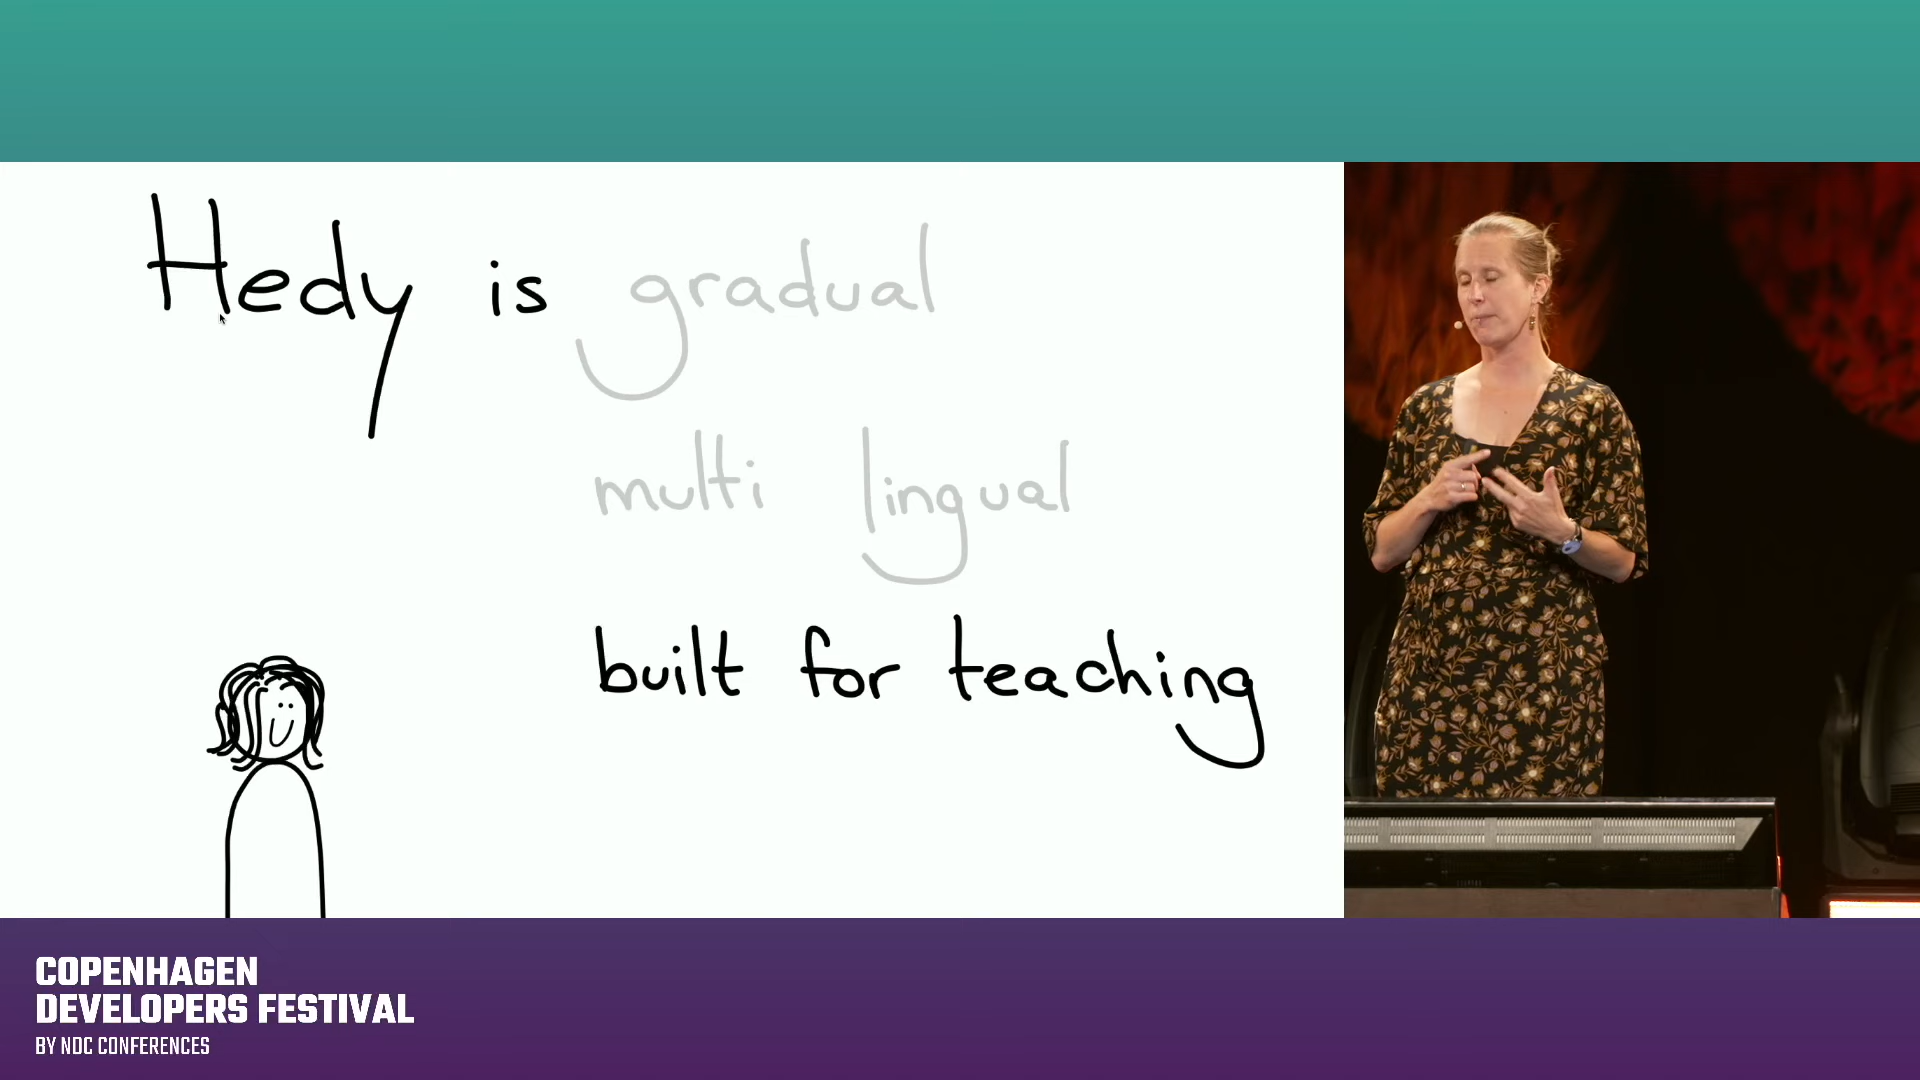 Hedy is gradual
multi lingual
built for teaching
COPENHAGEN
DEVELOPERS FESTIVAL
BY NDC CONFERENCES